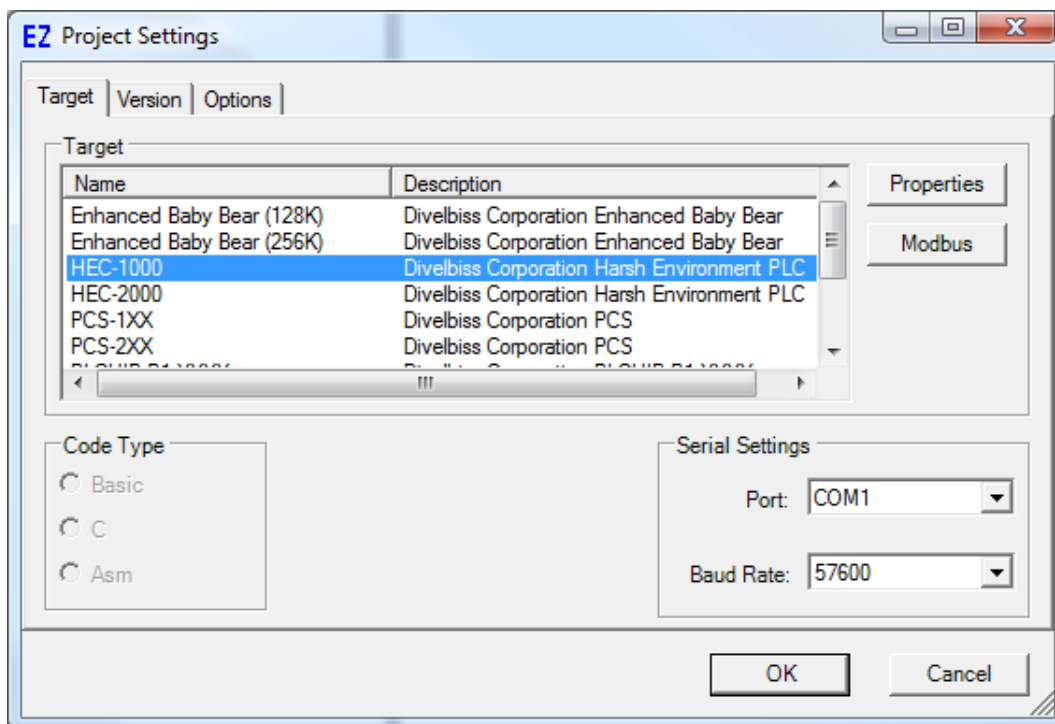 EZ Project Settings
Target Version Options
Target
Name Description
Enhanced Baby Bear (128K) Divelbiss Corporation Enhanced Baby Bear
Enhanced Baby Bear (256K) Divelbiss Corporation Enhanced Baby Bear
HEC-1000 Divelbiss Corporation Harsh Environment PLC
HEC-2000 Divelbiss Corporation Harsh Environment PLC
PCS-1XX Divelbiss Corporation PCS
PCS-2XX Divelbiss Corporation PCS
Properties
Modbus
Code Type
Basic
C
Asm
Serial Settings
Port: COM1
Baud Rate: 57600
OK Cancel